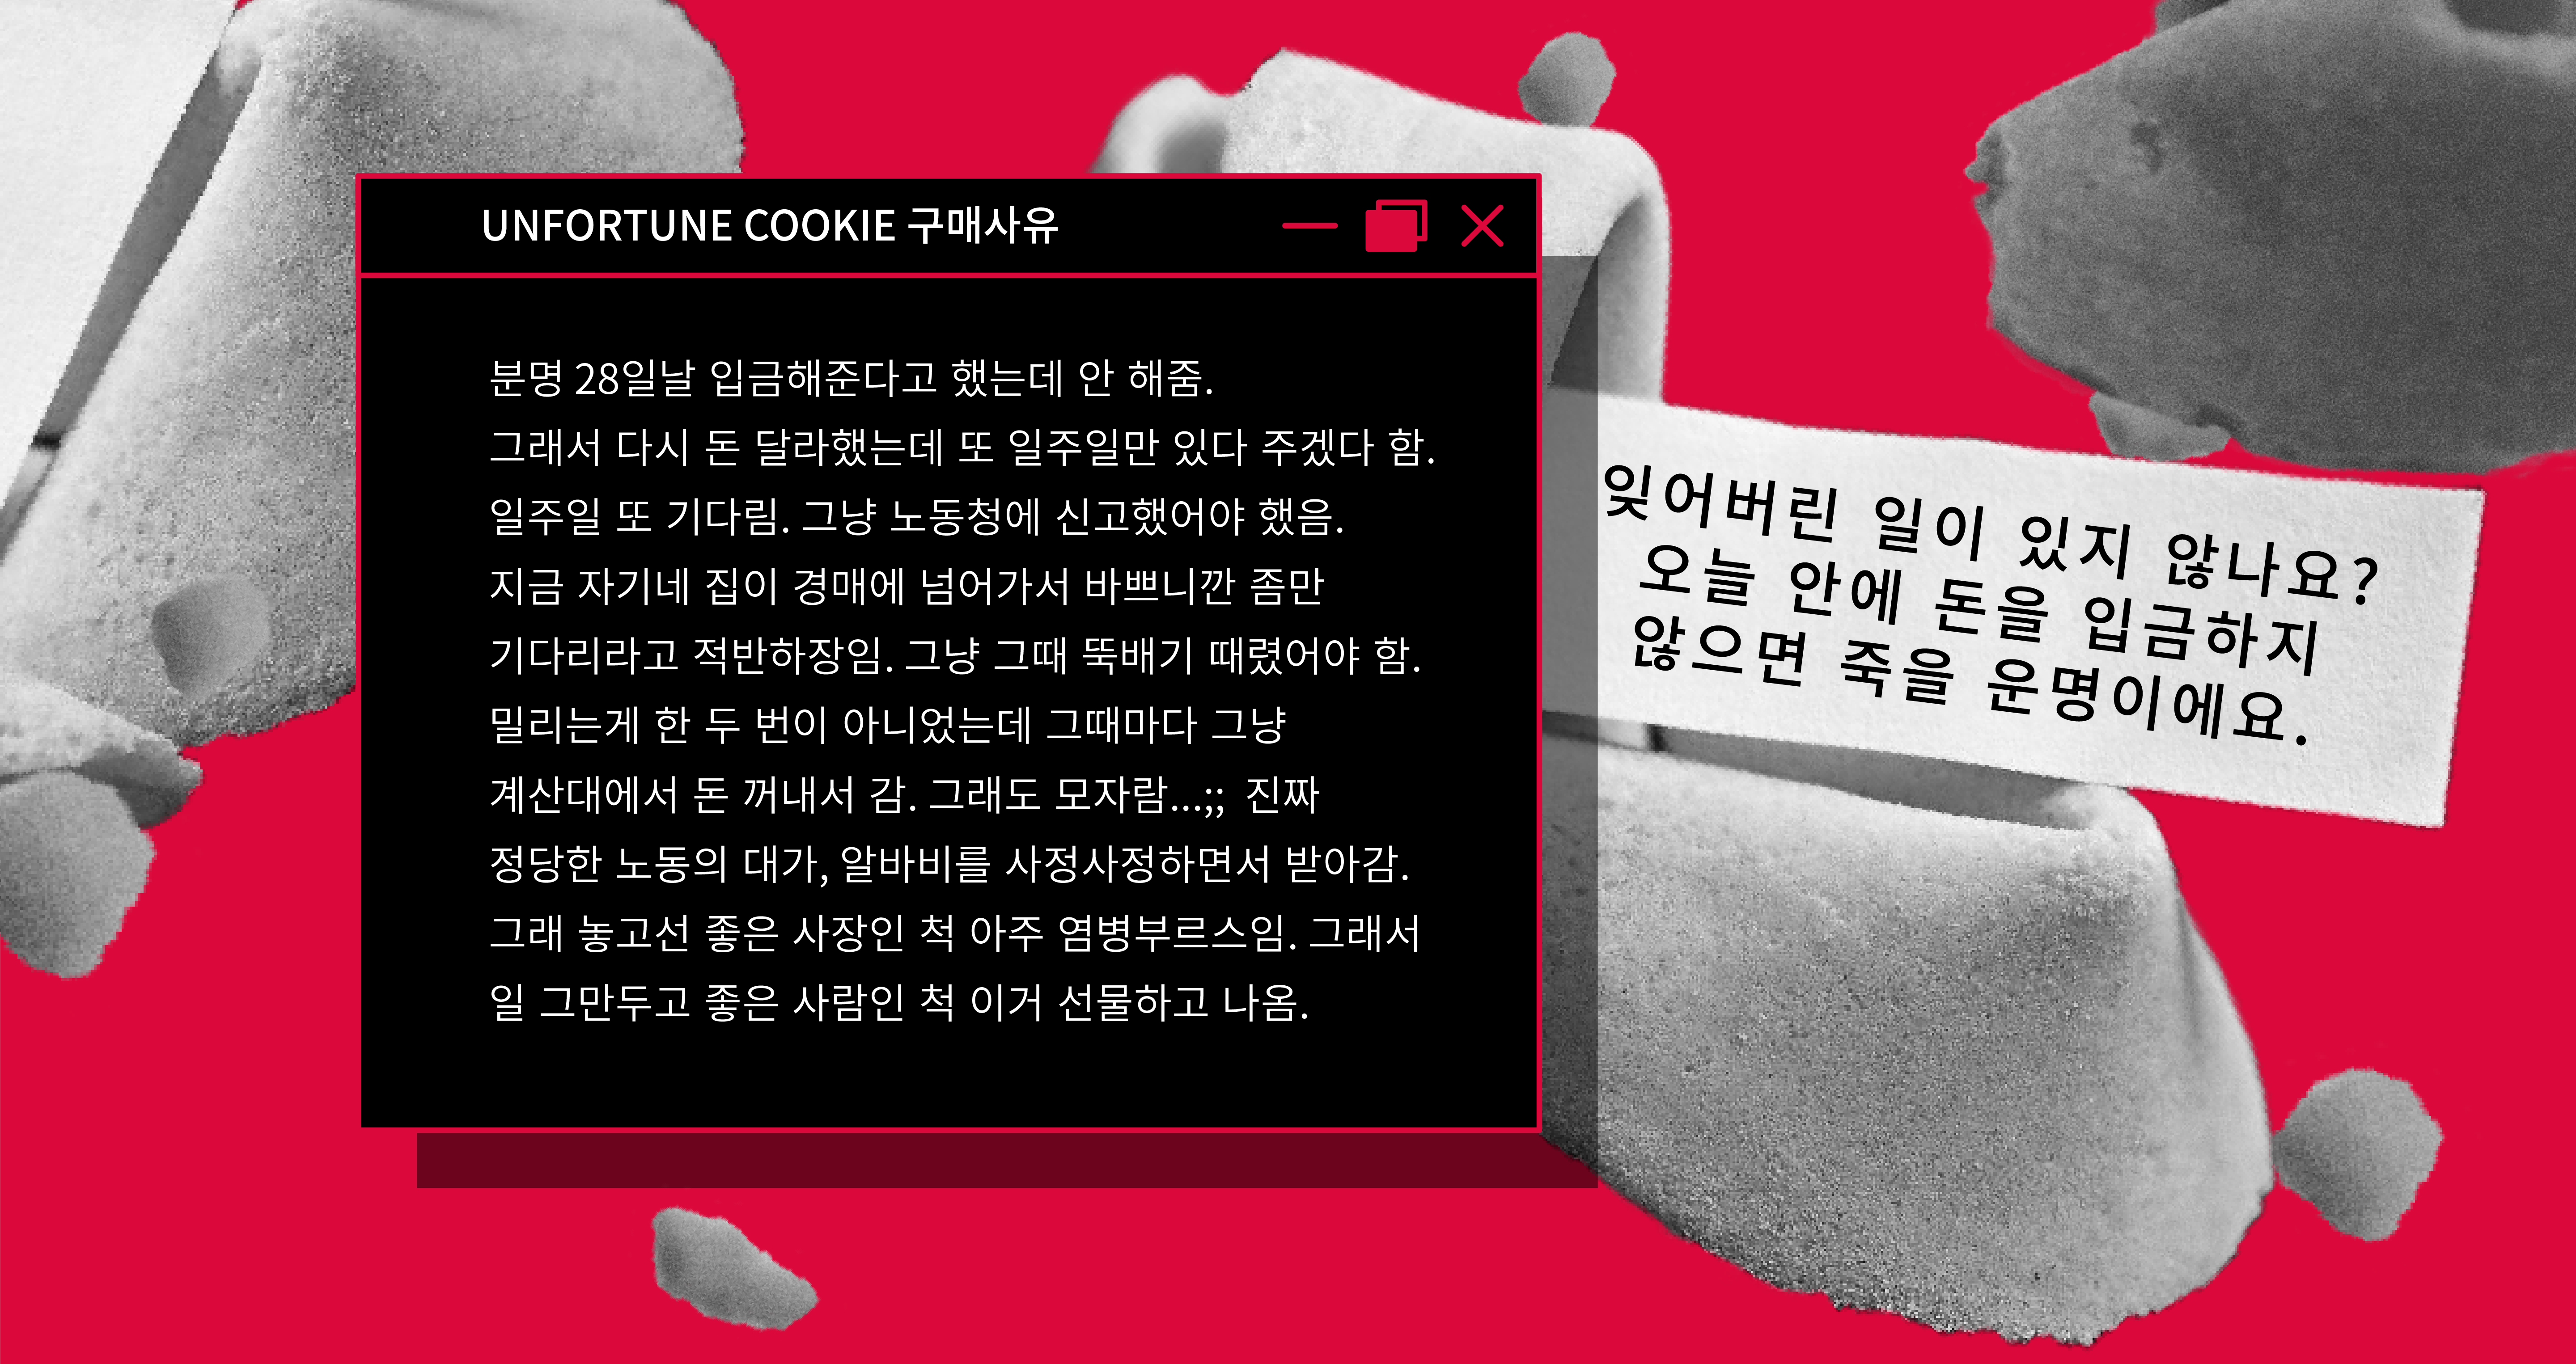 UNFORTUNE COOKIE 구매사유
분명 28일날 입금해준다고 했는데 안 해줌.
그래서 다시 돈 달라했는데 또 일주일만 있다 주겠다 함.
일주일 또 기다림. 그냥 노동청에 신고했어야 했음.
지금 자기네 집이 경매에 넘어가서 바쁘니깐 좀만
기다리라고 적반하장임. 그냥 그때 뚝배기 때렸어야 함.
밀리는게 한 두 번이 아니었는데 그때마다 그냥
계산대에서 돈 꺼내서 감. 그래도 모자람...;; 진짜
정당한 노동의 대가, 알바비를 사정사정하면서 받아감.
그래 놓고선 좋은 사장인 척 아주 염병부르스임. 그래서
일 그만두고 좋은 사람인 척 이거 선물하고 나옴.
잊어버린 일이 있지 않나요?
오늘 안에 돈을 입금하지
않으면 죽을 운명이에요.